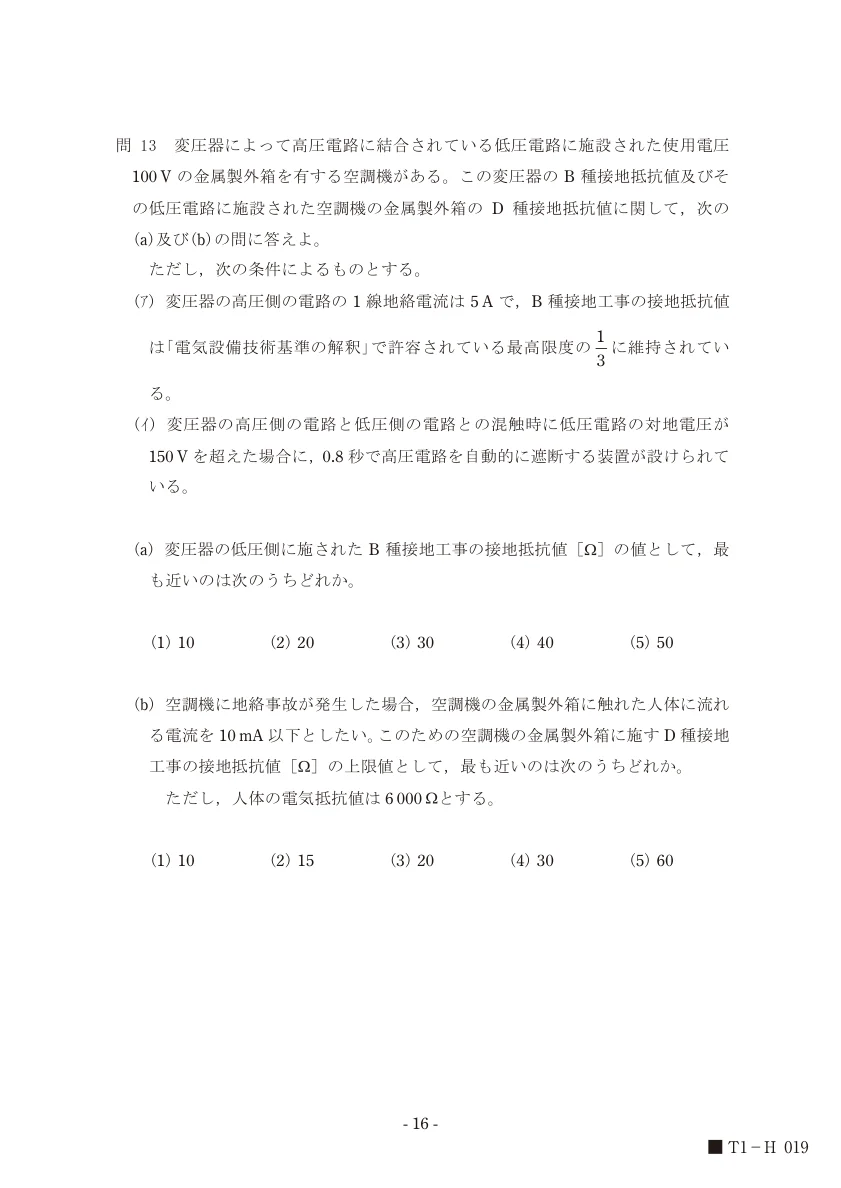 問 13　変圧器によって高圧電路に結合されている低圧電路に施設された使用電圧
100 V の金属製外箱を有する空調機がある。この変圧器の B 種接地抵抗値及びそ
の低圧電路に施設された空調機の金属製外箱の D 種接地抵抗値に関して，次の
(a)及び(b)の問に答えよ。
ただし，次の条件によるものとする。
(ア) 変圧器の高圧側の電路の 1 線地絡電流は 5 A で，B 種接地工事の接地抵抗値
は「電気設備技術基準の解釈」で許容されている最高限度の 1/3 に維持されてい
る。
(イ) 変圧器の高圧側の電路と低圧側の電路との混触時に低圧電路の対地電圧が
150 V を超えた場合に，0.8 秒で高圧電路を自動的に遮断する装置が設けられて
いる。
(a) 変圧器の低圧側に施された B 種接地工事の接地抵抗値［Ω］の値として，最
も近いのは次のうちどれか。
(1) 10　(2) 20　(3) 30　(4) 40　(5) 50
(b) 空調機に地絡事故が発生した場合，空調機の金属製外箱に触れた人体に流れ
る電流を 10 mA 以下としたい。このための空調機の金属製外箱に施す D 種接地
工事の接地抵抗値［Ω］の上限値として，最も近いのは次のうちどれか。
ただし，人体の電気抵抗値は 6 000 Ωとする。
(1) 10　(2) 15　(3) 20　(4) 30　(5) 60
- 16 -
■ T1－H 019